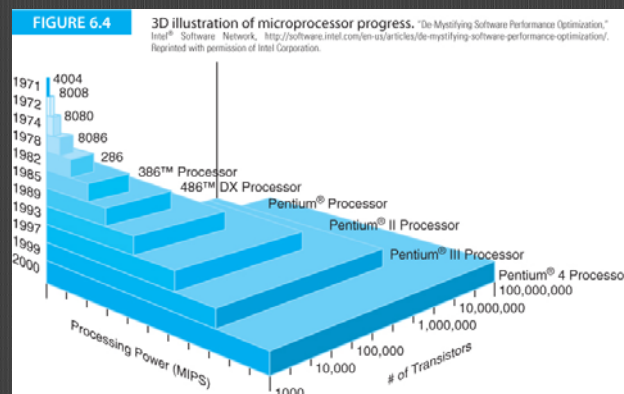 FIGURE 6.4
3D illustration of microprocessor progress. "De-Mystifying Software Performance Optimization,"
Intel® Software Network, http://software.intel.com/en-us/articles/de-mystifying-software-performance-optimization/.
Reprinted with permission of Intel Corporation.
1971
4004
1972
8008
1974
8080
1978
8086
1982
286
1985
386™ Processor
1989
486™ DX Processor
1993
Pentium® Processor
1997
Pentium® II Processor
1999
Pentium® III Processor
2000
Pentium® 4 Processor
100,000,000
10,000,000
1,000,000
100,000
10,000
1000
Processing Power (MIPS)
# of Transistors